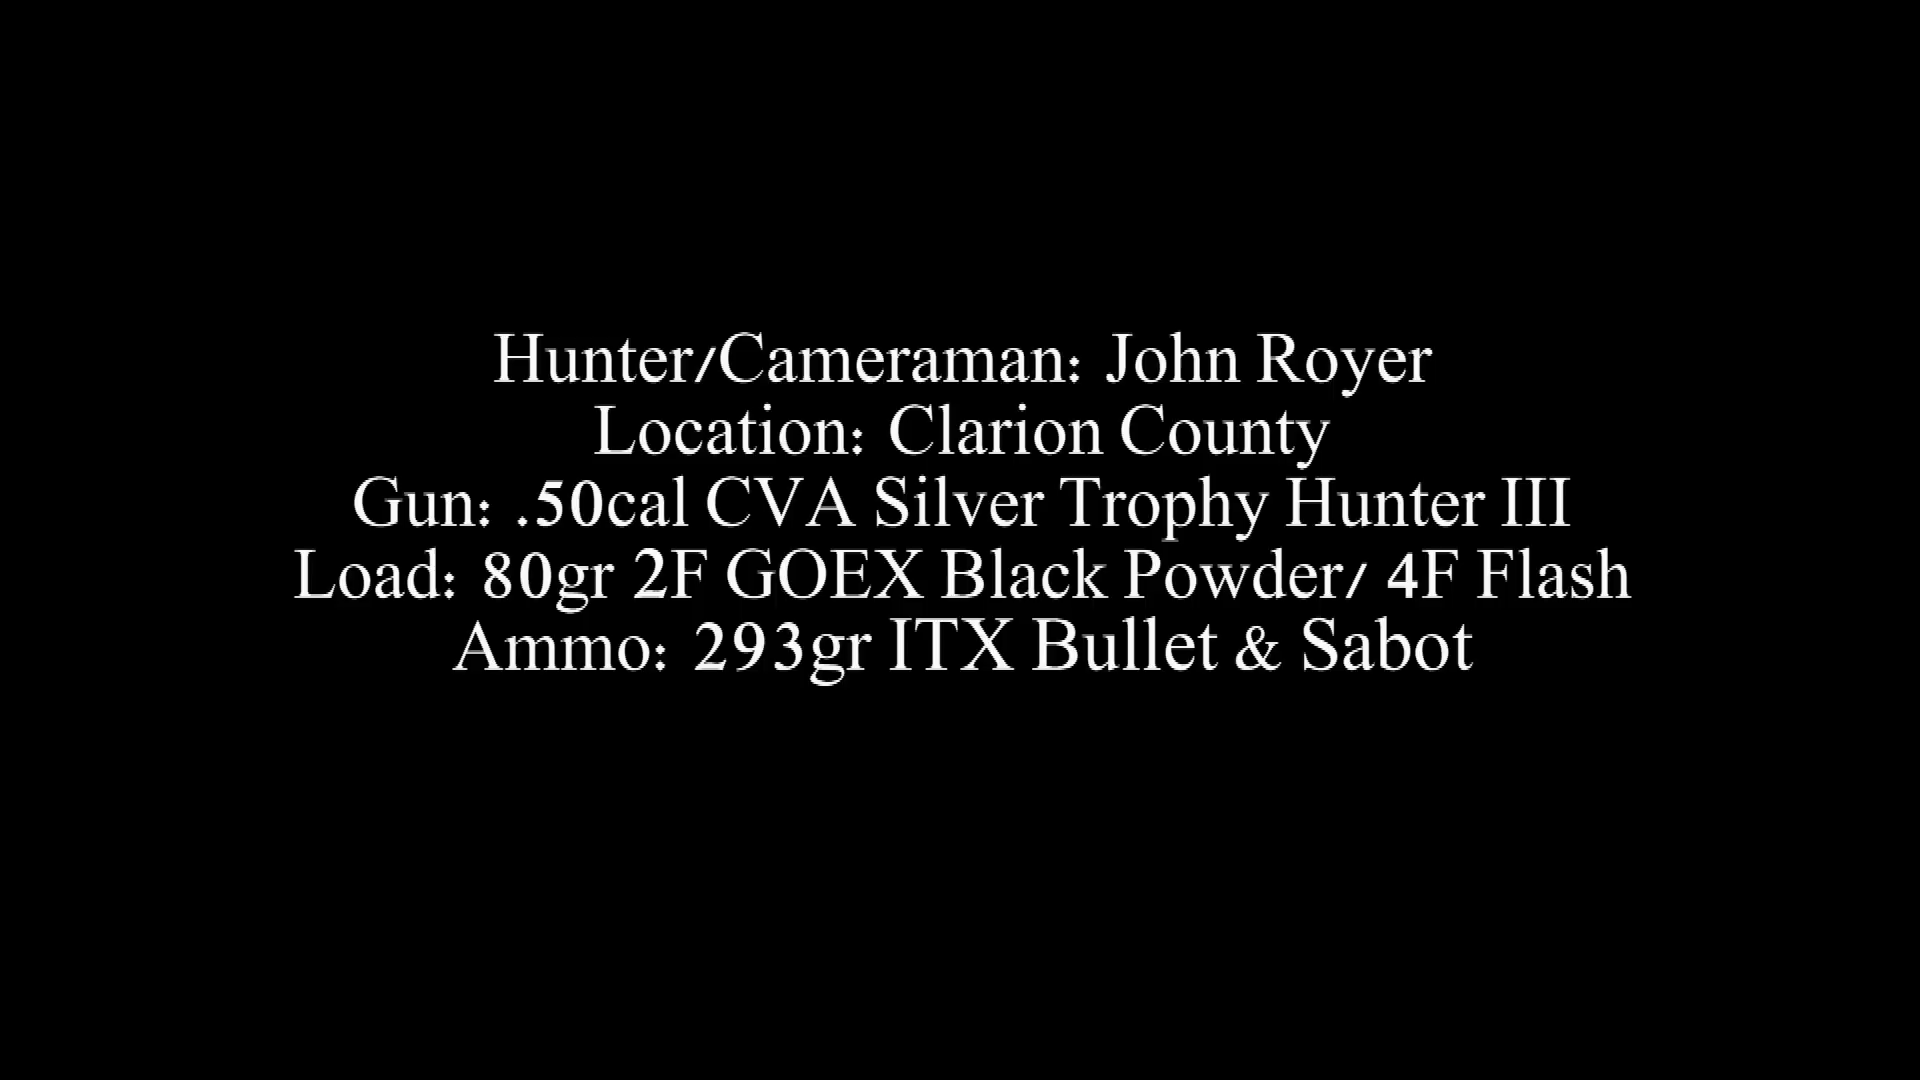 Hunter/Cameraman: John Royer
Location: Clarion County
Gun: .50cal CVA Silver Trophy Hunter III
Load: 80gr 2F GOEX Black Powder/ 4F Flash
Ammo: 293gr ITX Bullet & Sabot